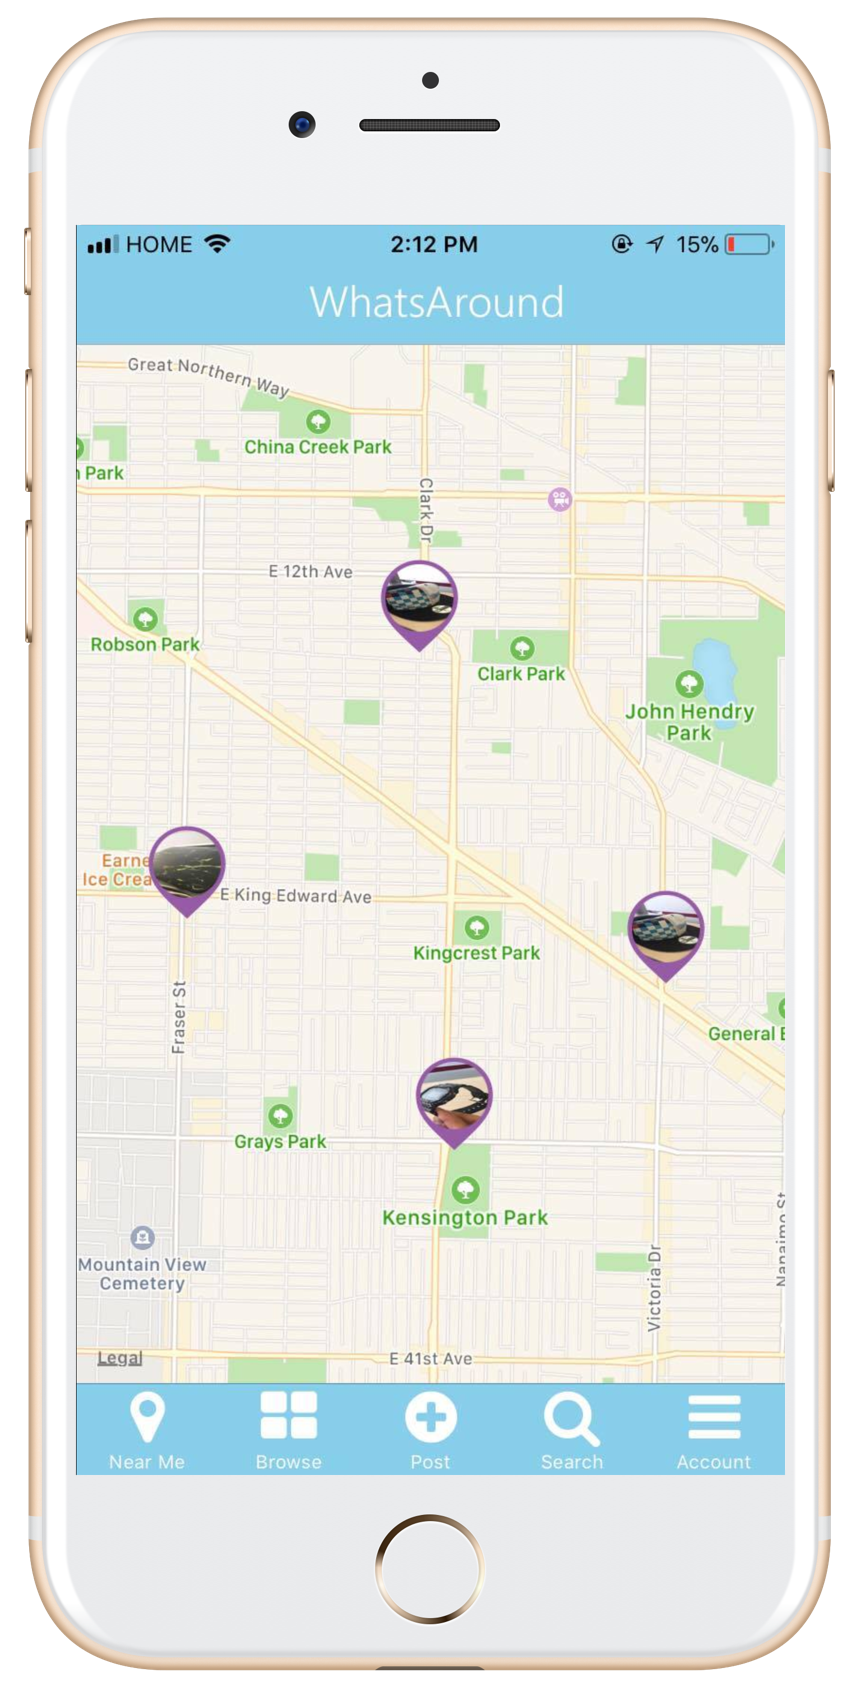 HOME
2:12 PM
15%
WhatsAround
Great Northern Way
China Creek Park
Park
Clark Dr
E 12th Ave
Robson Park
Clark Park
John Hendry
Park
Ice
E King Edward Ave
Kingcrest Park
Fraser St
General
Grays Park
Kensington Park
Nanaimo St
Mountain View
Cemetery
Victoria Dr
Legal
E 41st Ave
Near Me
Browse
Post
Search
Account